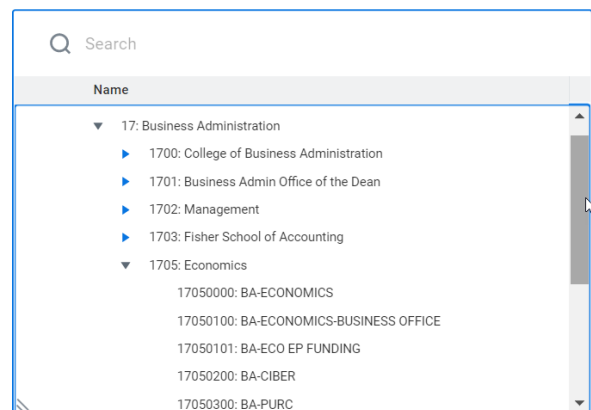 Search
Name
17: Business Administration
1700: College of Business Administration
1701: Business Admin Office of the Dean
1702: Management
1703: Fisher School of Accounting
1705: Economics
17050000: BA-ECONOMICS
17050100: BA-ECONOMICS-BUSINESS OFFICE
17050101: BA-ECO EP FUNDING
17050200: BA-CIBER
17050300: BA-PURC